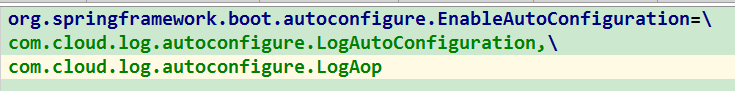 org.springframework.boot.autoconfigure.EnableAutoConfiguration=\
com.cloud.log.autoconfigure.LogAutoConfiguration,\
com.cloud.log.autoconfigure.LogAop